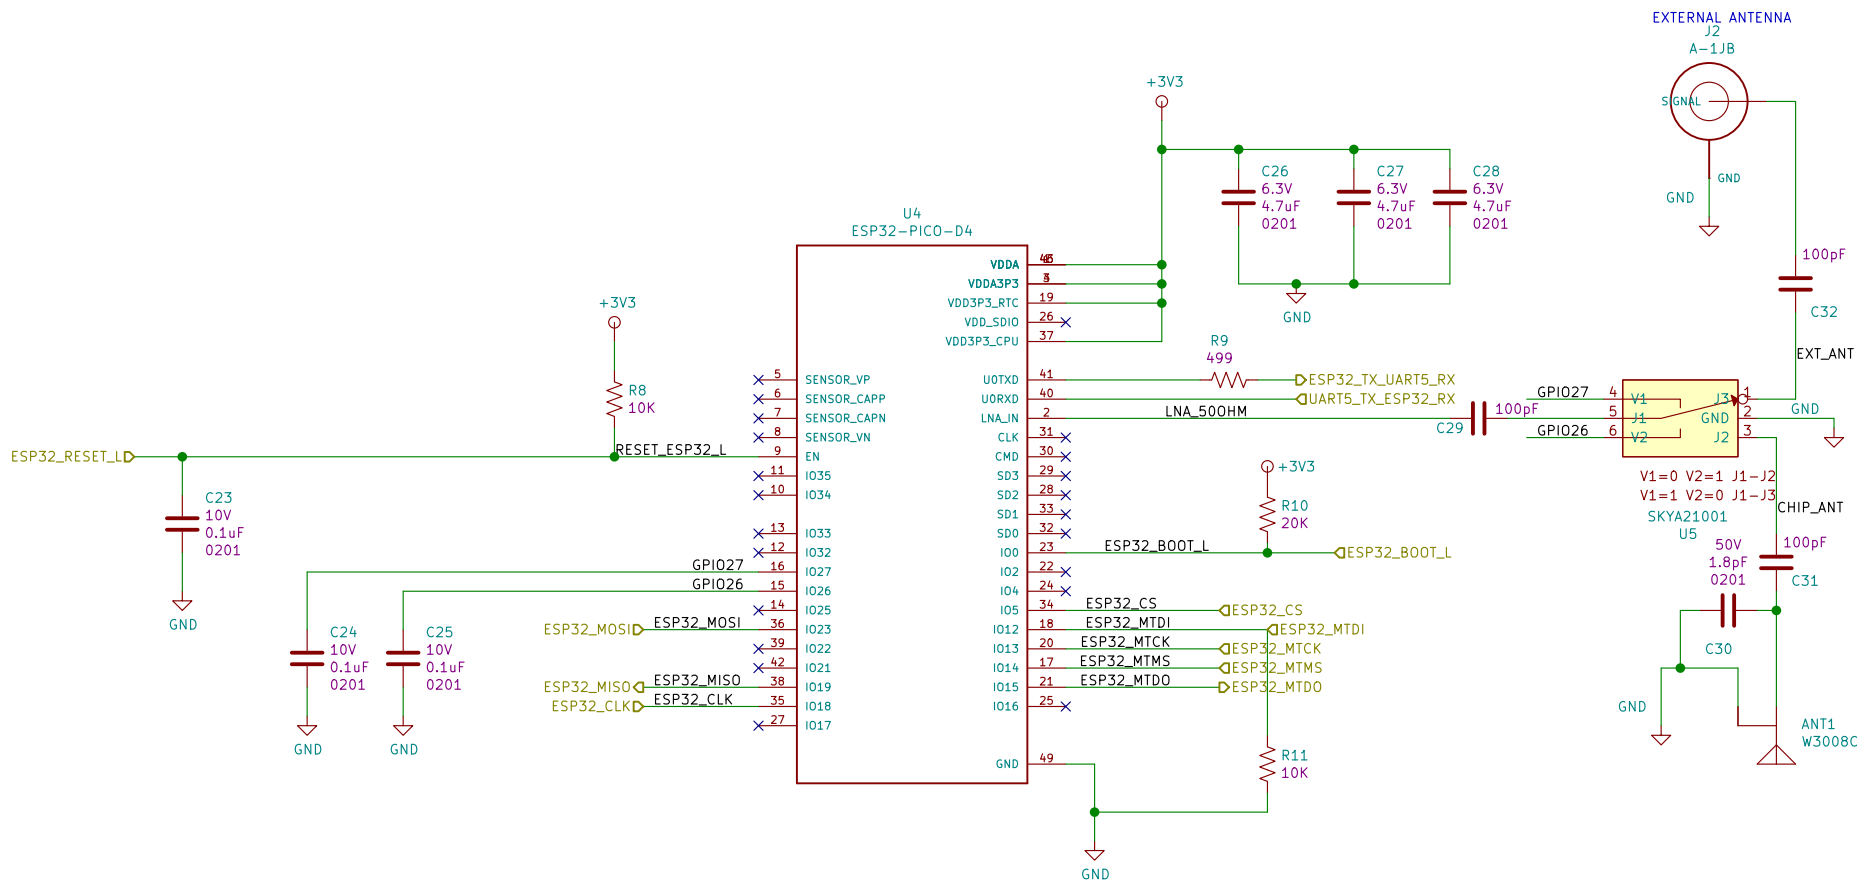 EXTERNAL ANTENNA
J2
A-1JB
SIGNAL
GND
GND
100pF
C32
EXT_ANT
+3V3
C26
6.3V
4.7uF
0201
C27
6.3V
4.7uF
0201
C28
6.3V
4.7uF
0201
GND
U4
ESP32-PICO-D4
VDDA
VDDA3P3
VDD3P3_RTC 19
VDD_SDIO 26
VDD3P3_CPU 37
U0TXD 41
U0RXD 40
LNA_IN 2
CLK 31
CMD 30
SD3 29
SD2 28
SD1 33
SD0 32
IO0 23
IO2 22
IO4 24
IO5 34
IO12 18
IO13 20
IO14 17
IO15 21
IO16 25
GND 49
5 SENSOR_VP
6 SENSOR_CAPP
7 SENSOR_CAPN
8 SENSOR_VN
9 EN
11 IO35
10 IO34
13 IO33
12 IO32
16 IO27
15 IO26
14 IO25
36 IO23
39 IO22
42 IO21
38 IO19
35 IO18
27 IO17
+3V3
R8
10K
ESP32_RESET_L
RESET_ESP32_L
C23
10V
0.1uF
0201
GND
GPIO27
GPIO26
C24
10V
0.1uF
0201
GND
C25
10V
0.1uF
0201
GND
ESP32_MOSI
ESP32_MOSI
ESP32_MISO
ESP32_MISO
ESP32_CLK
ESP32_CLK
R9
499
ESP32_TX_UART5_RX
UART5_TX_ESP32_RX
LNA_50OHM
C29
100pF
+3V3
R10
20K
ESP32_BOOT_L
ESP32_BOOT_L
ESP32_CS
ESP32_CS
ESP32_MTDI
ESP32_MTDI
ESP32_MTCK
ESP32_MTCK
ESP32_MTMS
ESP32_MTMS
ESP32_MTDO
ESP32_MTDO
R11
10K
GND
GPIO27
GPIO26
4 V1
5 J1
6 V2
J3 1
GND 2
J2 3
GND
V1=0 V2=1 J1-J2
V1=1 V2=0 J1-J3
SKYA21001
U5
CHIP_ANT
100pF
C31
50V
1.8pF
0201
C30
GND
ANT1